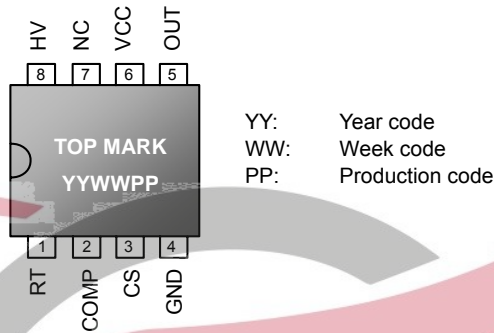 HV NC VCC OUT
8 7 6 5
TOP MARK
YYWWPP
1 2 3 4
RT COMP CS GND
YY: Year code
WW: Week code
PP: Production code